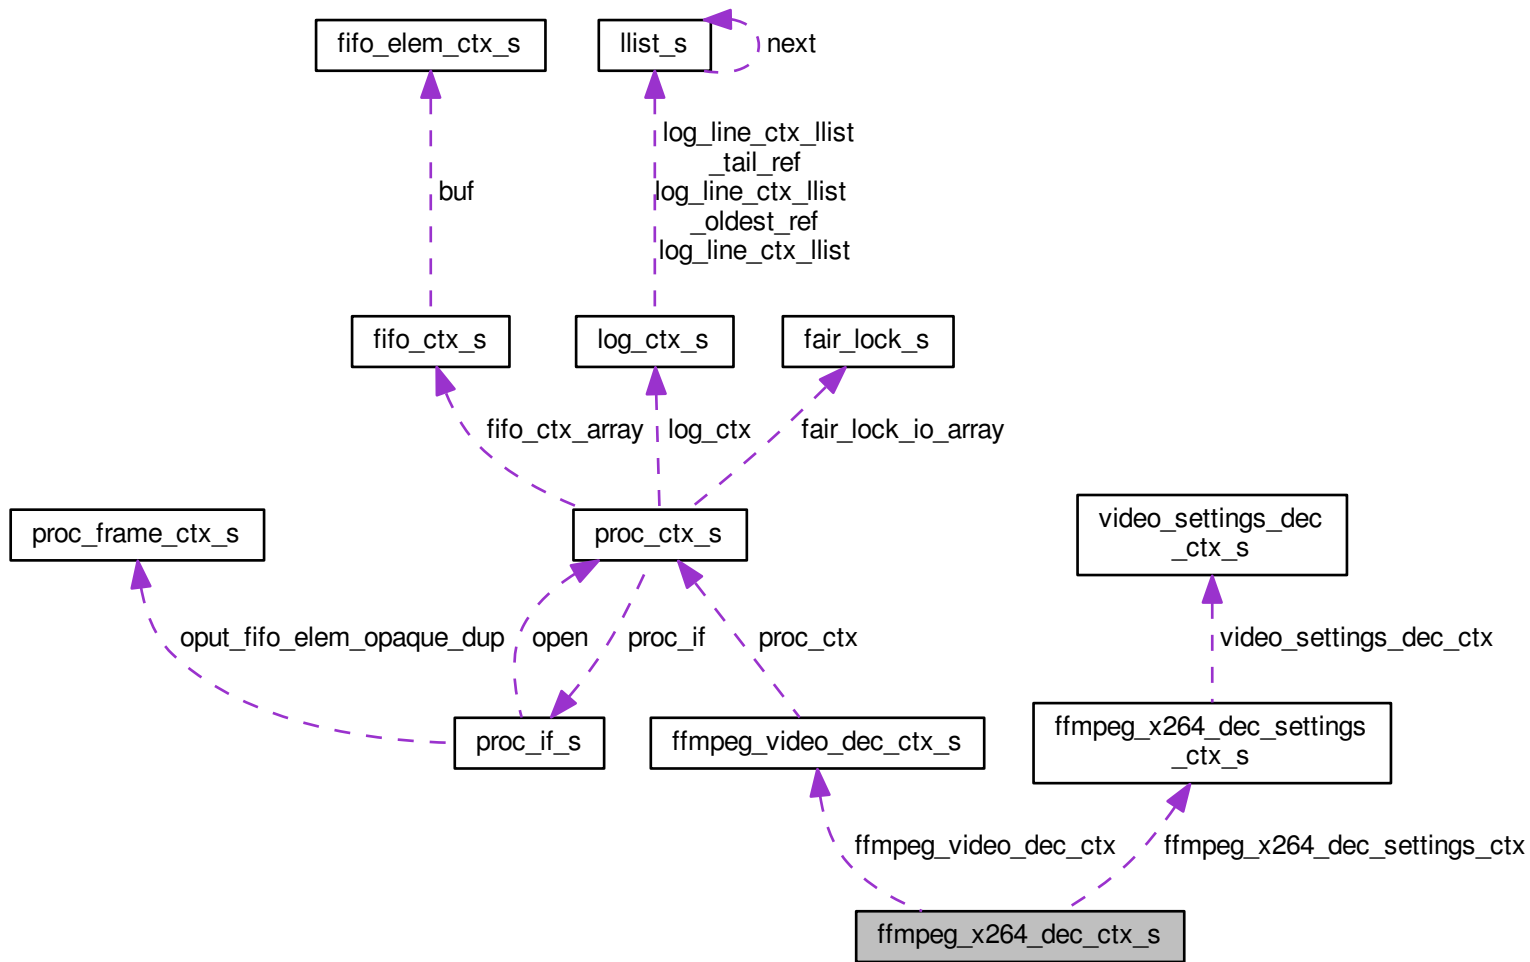 fifo_elem_ctx_s
llist_s
next
log_line_ctx_llist
_tail_ref
log_line_ctx_llist
_oldest_ref
log_line_ctx_llist
buf
fifo_ctx_s
log_ctx_s
fair_lock_s
fifo_ctx_array
log_ctx
fair_lock_io_array
proc_frame_ctx_s
proc_ctx_s
video_settings_dec
_ctx_s
oput_fifo_elem_opaque_dup
open
proc_if
proc_ctx
video_settings_dec_ctx
proc_if_s
ffmpeg_video_dec_ctx_s
ffmpeg_x264_dec_settings
_ctx_s
ffmpeg_video_dec_ctx
ffmpeg_x264_dec_settings_ctx
ffmpeg_x264_dec_ctx_s